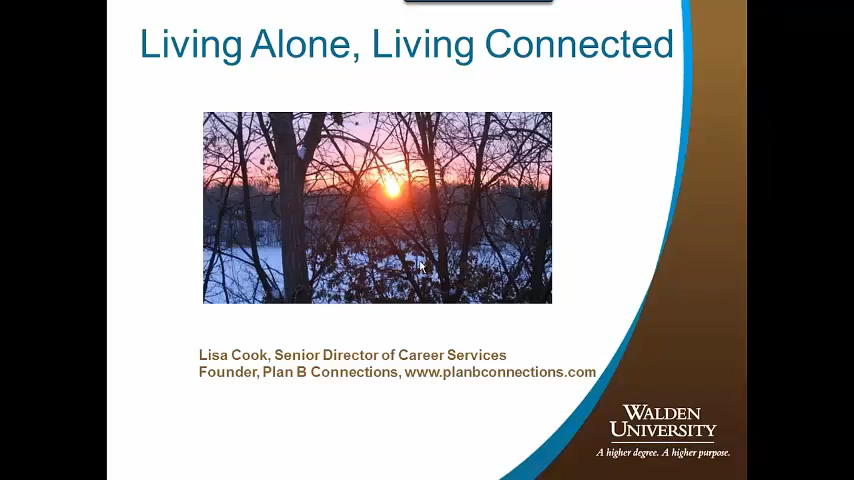 Living Alone, Living Connected
Lisa Cook, Senior Director of Career Services
Founder, Plan B Connections, www.planbconnections.com
WALDEN
UNIVERSITY
A higher degree. A higher purpose.